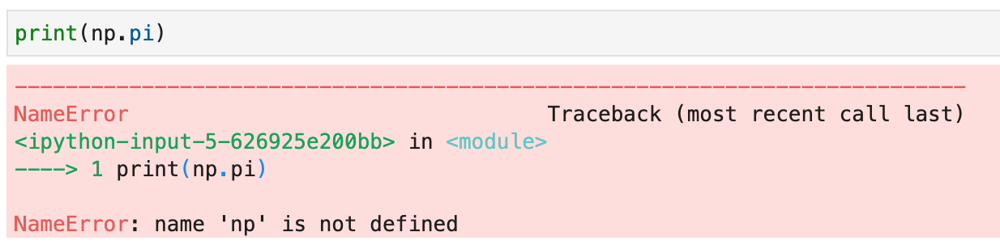 print(np.pi)
---------------------------------------------------------------------------
NameError                                 Traceback (most recent call last)
<ipython-input-5-626925e200bb> in <module>
----> 1 print(np.pi)
NameError: name 'np' is not defined